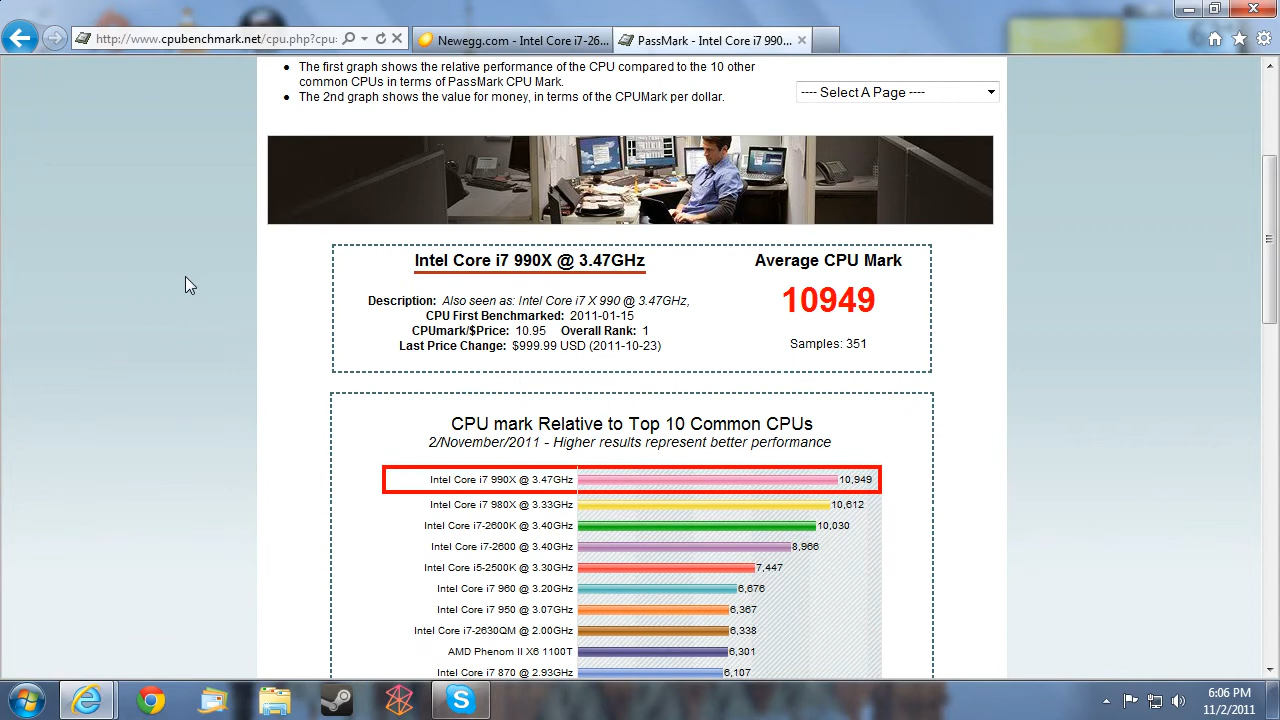 http://www.cpubenchmark.net/cpu.php?cpu=
Newegg.com - Intel Core i7-26...
PassMark - Intel Core i7 990...
The first graph shows the relative performance of the CPU compared to the 10 other
common CPUs in terms of PassMark CPU Mark.
The 2nd graph shows the value for money, in terms of the CPUMark per dollar.
---- Select A Page ----
Intel Core i7 990X @ 3.47GHz
Description: Also seen as: Intel Core i7 X 990 @ 3.47GHz,
CPU First Benchmarked: 2011-01-15
CPUmark/$Price: 10.95 Overall Rank: 1
Last Price Change: $999.99 USD (2011-10-23)
Average CPU Mark
10949
Samples: 351
CPU mark Relative to Top 10 Common CPUs
2/November/2011 - Higher results represent better performance
Intel Core i7 990X @ 3.47GHz 10,949
Intel Core i7 980X @ 3.33GHz 10,612
Intel Core i7-2600K @ 3.40GHz 10,030
Intel Core i7-2600 @ 3.40GHz 8,966
Intel Core i5-2500K @ 3.30GHz 7,447
Intel Core i7 960 @ 3.20GHz 6,676
Intel Core i7 950 @ 3.07GHz 6,367
Intel Core i7-2630QM @ 2.00GHz 6,338
AMD Phenom II X6 1100T 6,301
Intel Core i7 870 @ 2.93GHz 6,107
6:06 PM
11/2/2011